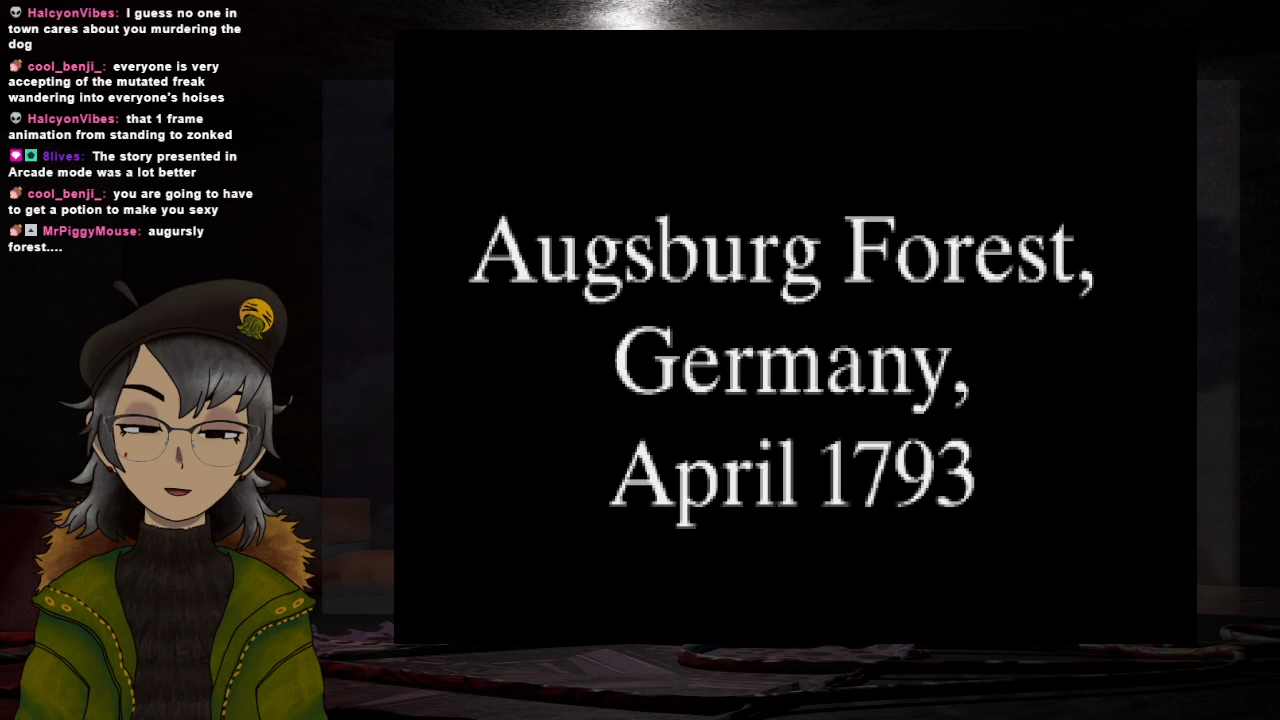 HalcyonVibes: I guess no one in
town cares about you murdering the
dog
cool_benji_: everyone is very
accepting of the mutated freak
wandering into everyone's hoises
HalcyonVibes: that 1 frame
animation from standing to zonked
8lives: The story presented in
Arcade mode was a lot better
cool_benji_: you are going to have
to get a potion to make you sexy
MrPiggyMouse: augursly
forest....
Augsburg Forest,
Germany,
April 1793